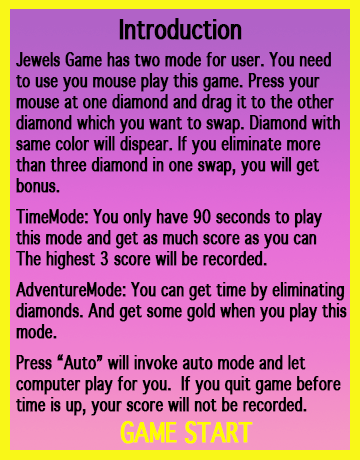 Introduction
Jewels Game has two mode for user. You need
to use you mouse play this game. Press your
mouse at one diamond and drag it to the other
diamond which you want to swap. Diamond with
same color will dispear. If you eliminate more
than three diamond in one swap, you will get
bonus.
TimeMode: You only have 90 seconds to play
this mode and get as much score as you can
The highest 3 score will be recorded.
AdventureMode: You can get time by eliminating
diamonds. And get some gold when you play this
mode.
Press “Auto” will invoke auto mode and let
computer play for you.  If you quit game before
time is up, your score will not be recorded.
GAME START